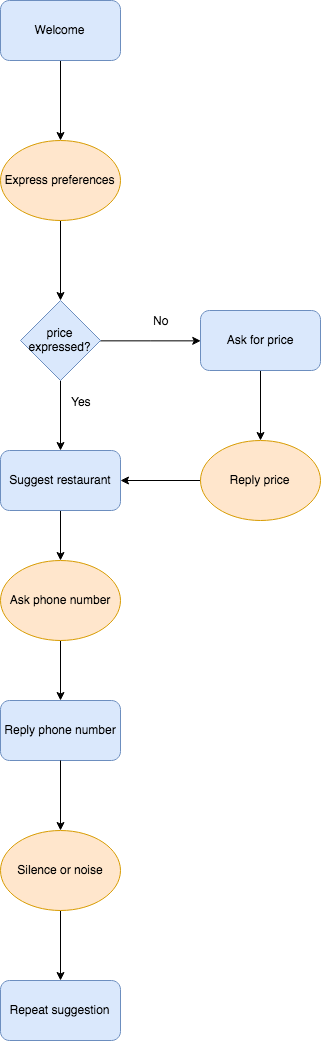 Welcome
Express preferences
price
expressed?
No
Ask for price
Yes
Suggest restaurant
Reply price
Ask phone number
Reply phone number
Silence or noise
Repeat suggestion